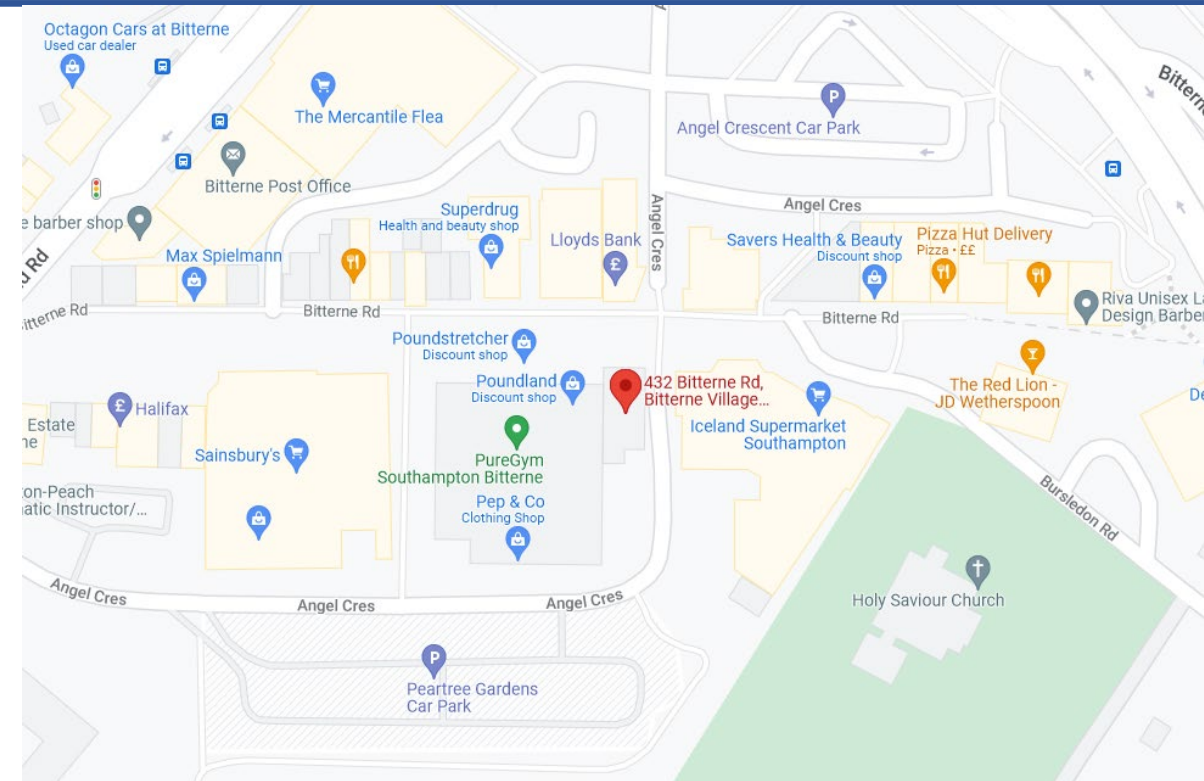 Octagon Cars at Bitterne
Used car dealer
The Mercantile Flea
Bitterne Post Office
e barber shop
Max Spielmann
Superdrug
Health and beauty shop
Lloyds Bank
£
Angel Cres
P
Angel Crescent Car Park
Bittern
Angel Cres
Savers Health & Beauty
Discount shop
Pizza Hut Delivery
Pizza • ££
Riva Unisex L
Design Barber
d Rd
itterne Rd
Bitterne Rd
Bitterne Rd
Poundstretcher
Discount shop
Poundland
Discount shop
432 Bitterne Rd,
Bitterne Village...
The Red Lion -
JD Wetherspoon
De
£
Halifax
Estate
ne
Sainsbury's
PureGym
Southampton Bitterne
Iceland Supermarket
Southampton
Pep & Co
Clothing Shop
on-Peach
atic Instructor/...
Bursledon Rd
Angel Cres
Angel Cres
Angel Cres
Holy Saviour Church
P
Peartree Gardens
Car Park